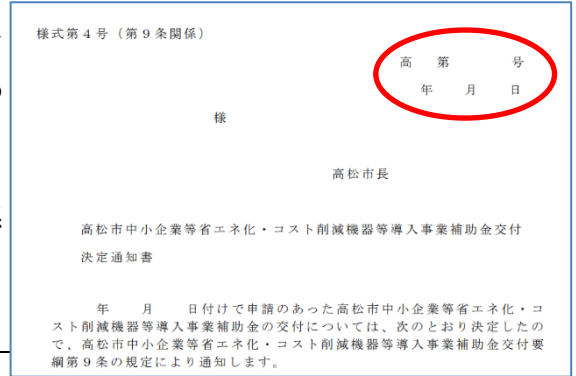 様式第4号(第9条関係)
高　第　　　号
年　　月　　日
様
高松市長
高松市中小企業等省エネ化・コスト削減機器等導入事業補助金交付
決定通知書
年　　月　　日付けで申請のあった高松市中小企業等省エネ化・コ
スト削減機器等導入事業補助金の交付については、次のとおり決定したの
で、高松市中小企業等省エネ化・コスト削減機器等導入事業補助金交付要
綱第9条の規定により通知します。